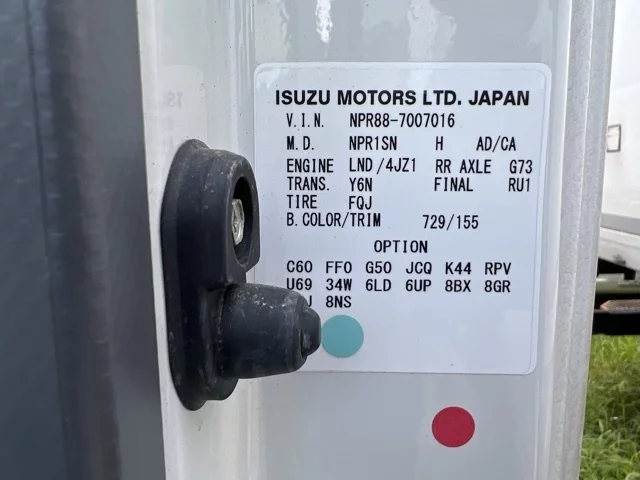 ISUZU MOTORS LTD. JAPAN
V.I.N. NPR88-7007016
M.D. NPR1SN H AD/CA
ENGINE LND/4JZ1 RR AXLE G73
TRANS. Y6N FINAL RU1
TIRE FQJ
B.COLOR/TRIM 729/155
OPTION
C60 FF0 G50 JCQ K44 RPV
U69 34W 6LD 6UP 8BX 8GR
J 8NS